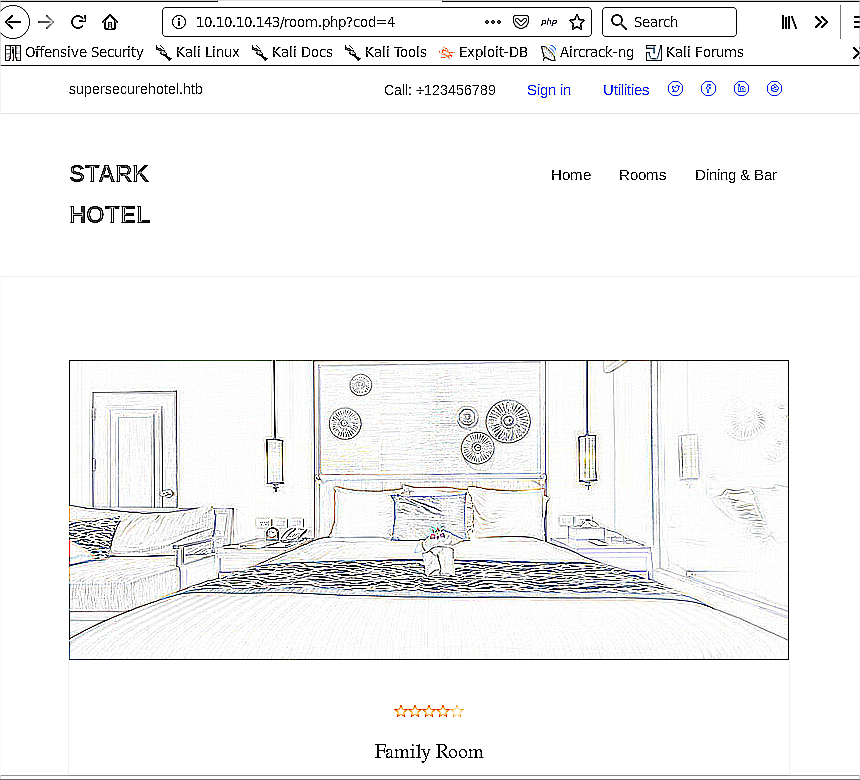 10.10.10.143/room.php?cod=4 ••• php Search
Offensive Security Kali Linux Kali Docs Kali Tools Exploit-DB Aircrack-ng Kali Forums
supersecurehotel.htb Call: +123456789 Sign in Utilities
STARK
HOTEL
Home Rooms Dining & Bar
Family Room